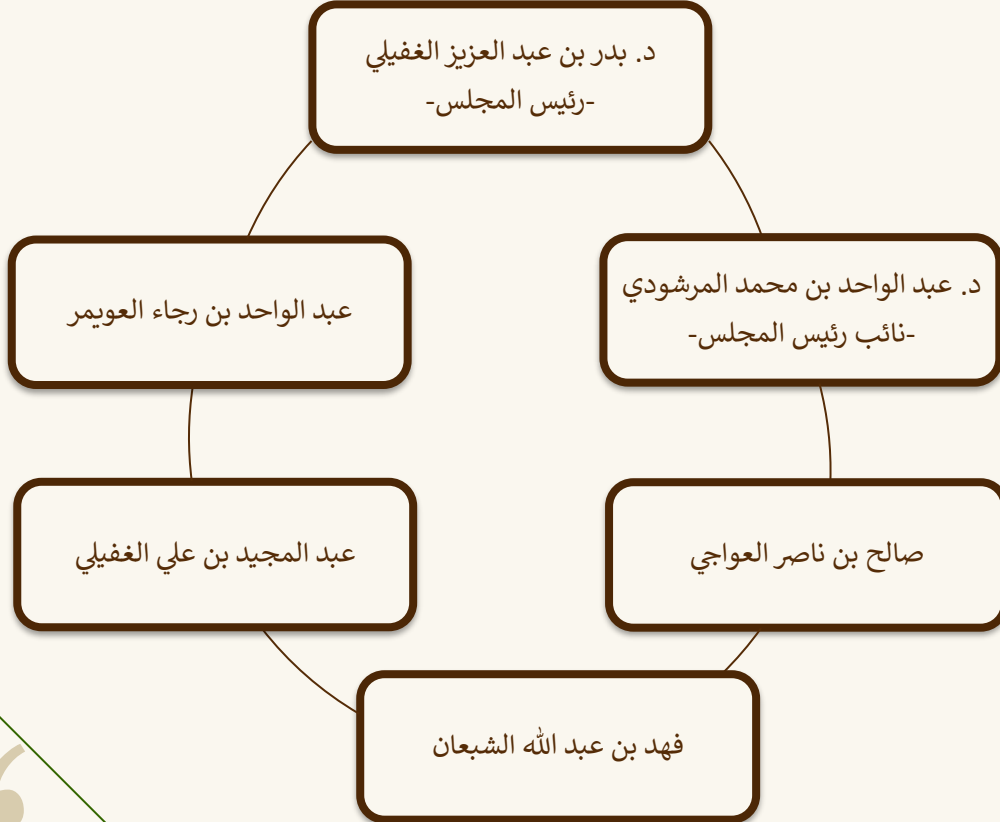 د. بدر بن عبد العزيز الغفيلي
-رئيس المجلس-
د. عبد الواحد بن محمد المرشودي
-نائب رئيس المجلس-
عبد الواحد بن رجاء العويمر
صالح بن ناصر العواجي
عبد المجيد بن علي الغفيلي
فهد بن عبد الله الشبعان